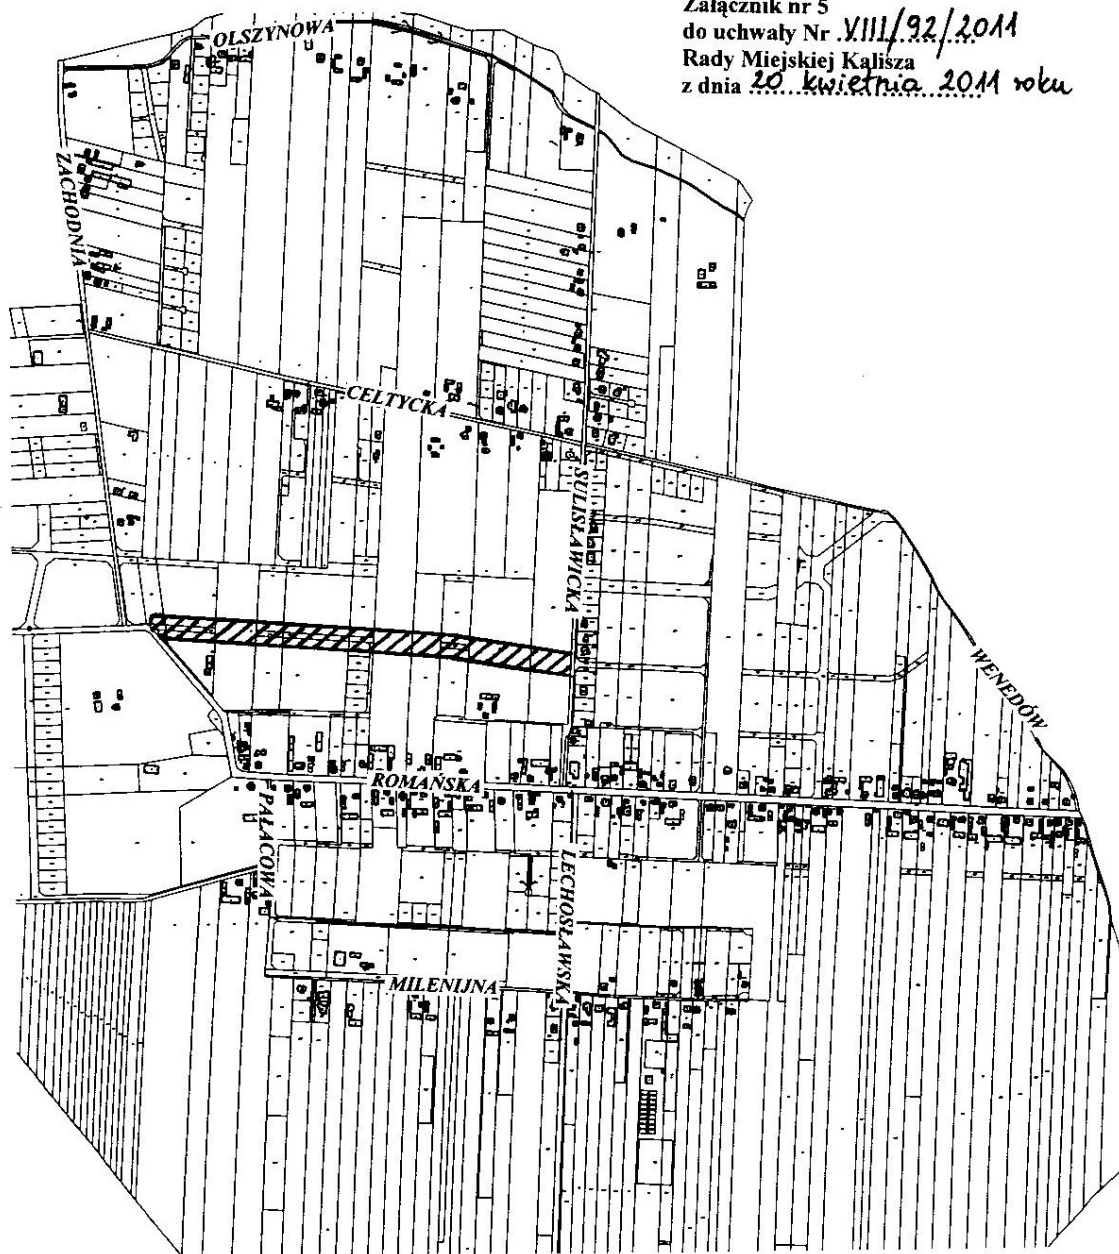 Załącznik nr 5
do uchwały Nr VIII/92/2011
Rady Miejskiej Kalisza
z dnia 20 kwietnia 2011 roku
OLSZYNOWA
ZACHODNIA
CELTYCKA
SULISŁAWICKA
WENEDÓW
ROMAŃSKA
PAŁACOWA
LECHOSŁAWSKA
MILENIJNA